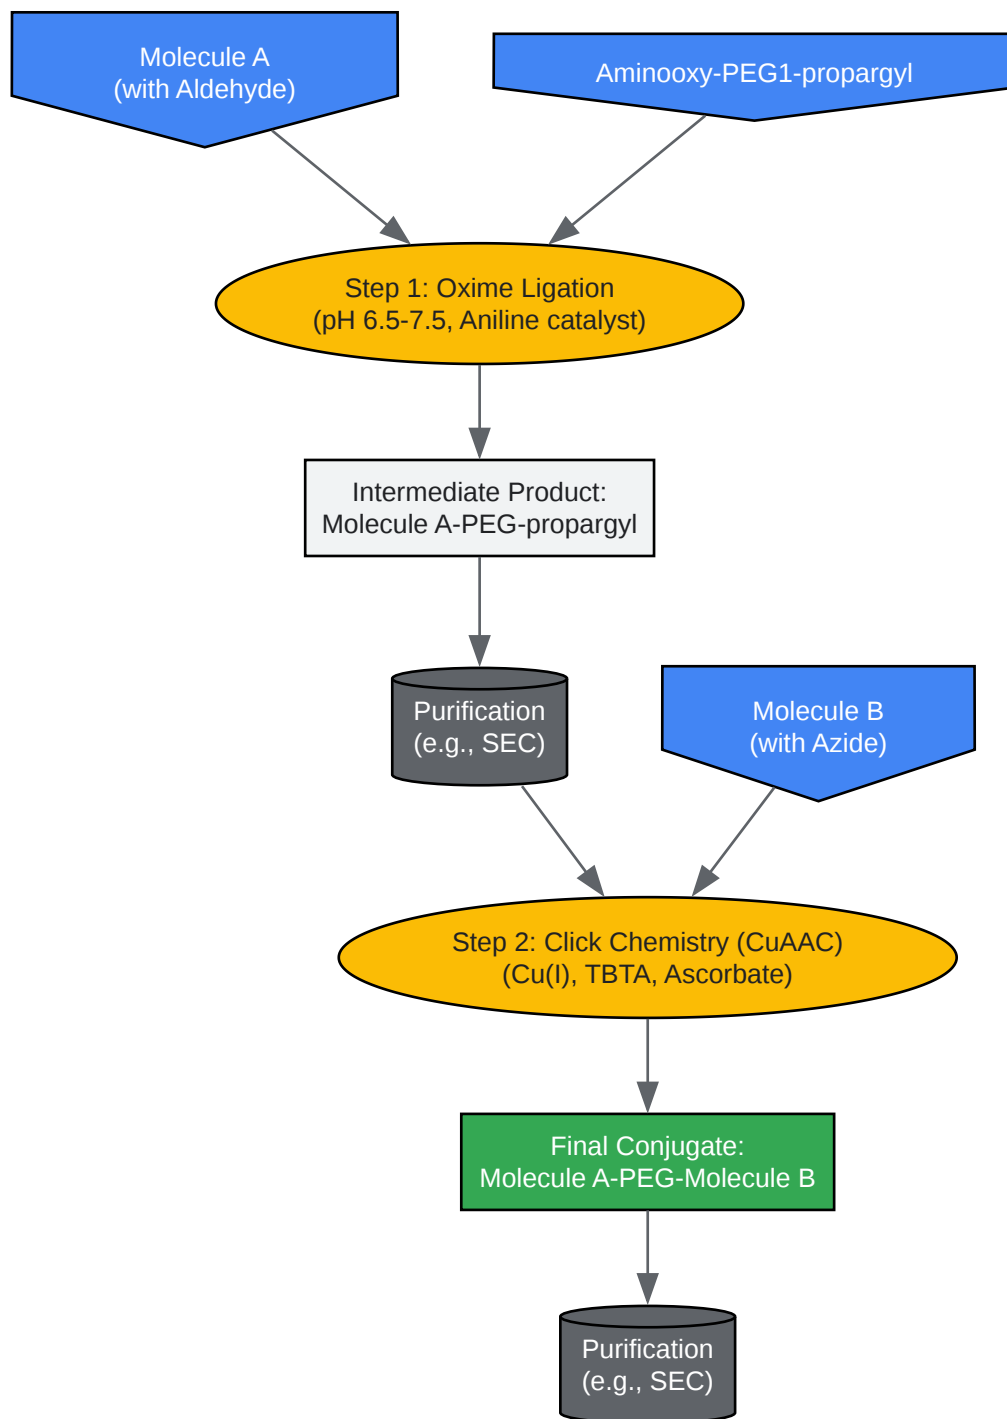 Molecule A
(with Aldehyde)
Aminooxy-PEG1-propargyl
Step 1: Oxime Ligation
(pH 6.5-7.5, Aniline catalyst)
Intermediate Product:
Molecule A-PEG-propargyl
Purification
(e.g., SEC)
Molecule B
(with Azide)
Step 2: Click Chemistry (CuAAC)
(Cu(I), TBTA, Ascorbate)
Final Conjugate:
Molecule A-PEG-Molecule B
Purification
(e.g., SEC)